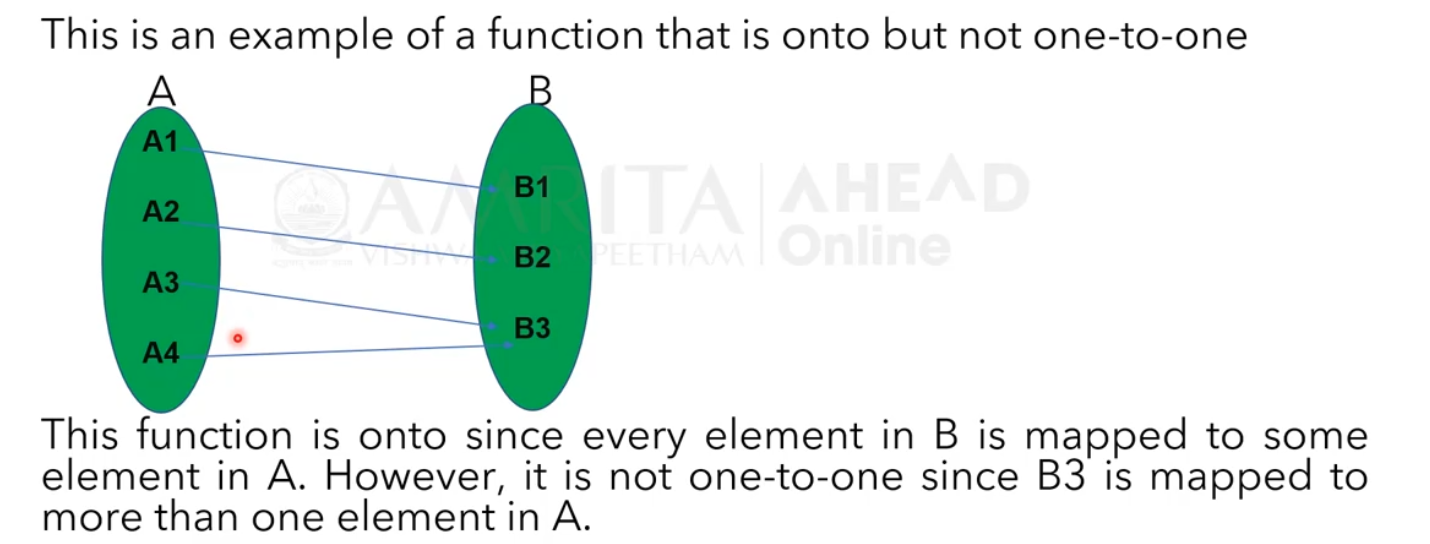 This is an example of a function that is onto but not one-to-one
A B
A1
B1
A2
B2
A3
B3
A4
AMRITA AHEAD
Online
This function is onto since every element in B is mapped to some
element in A. However, it is not one-to-one since B3 is mapped to
more than one element in A.